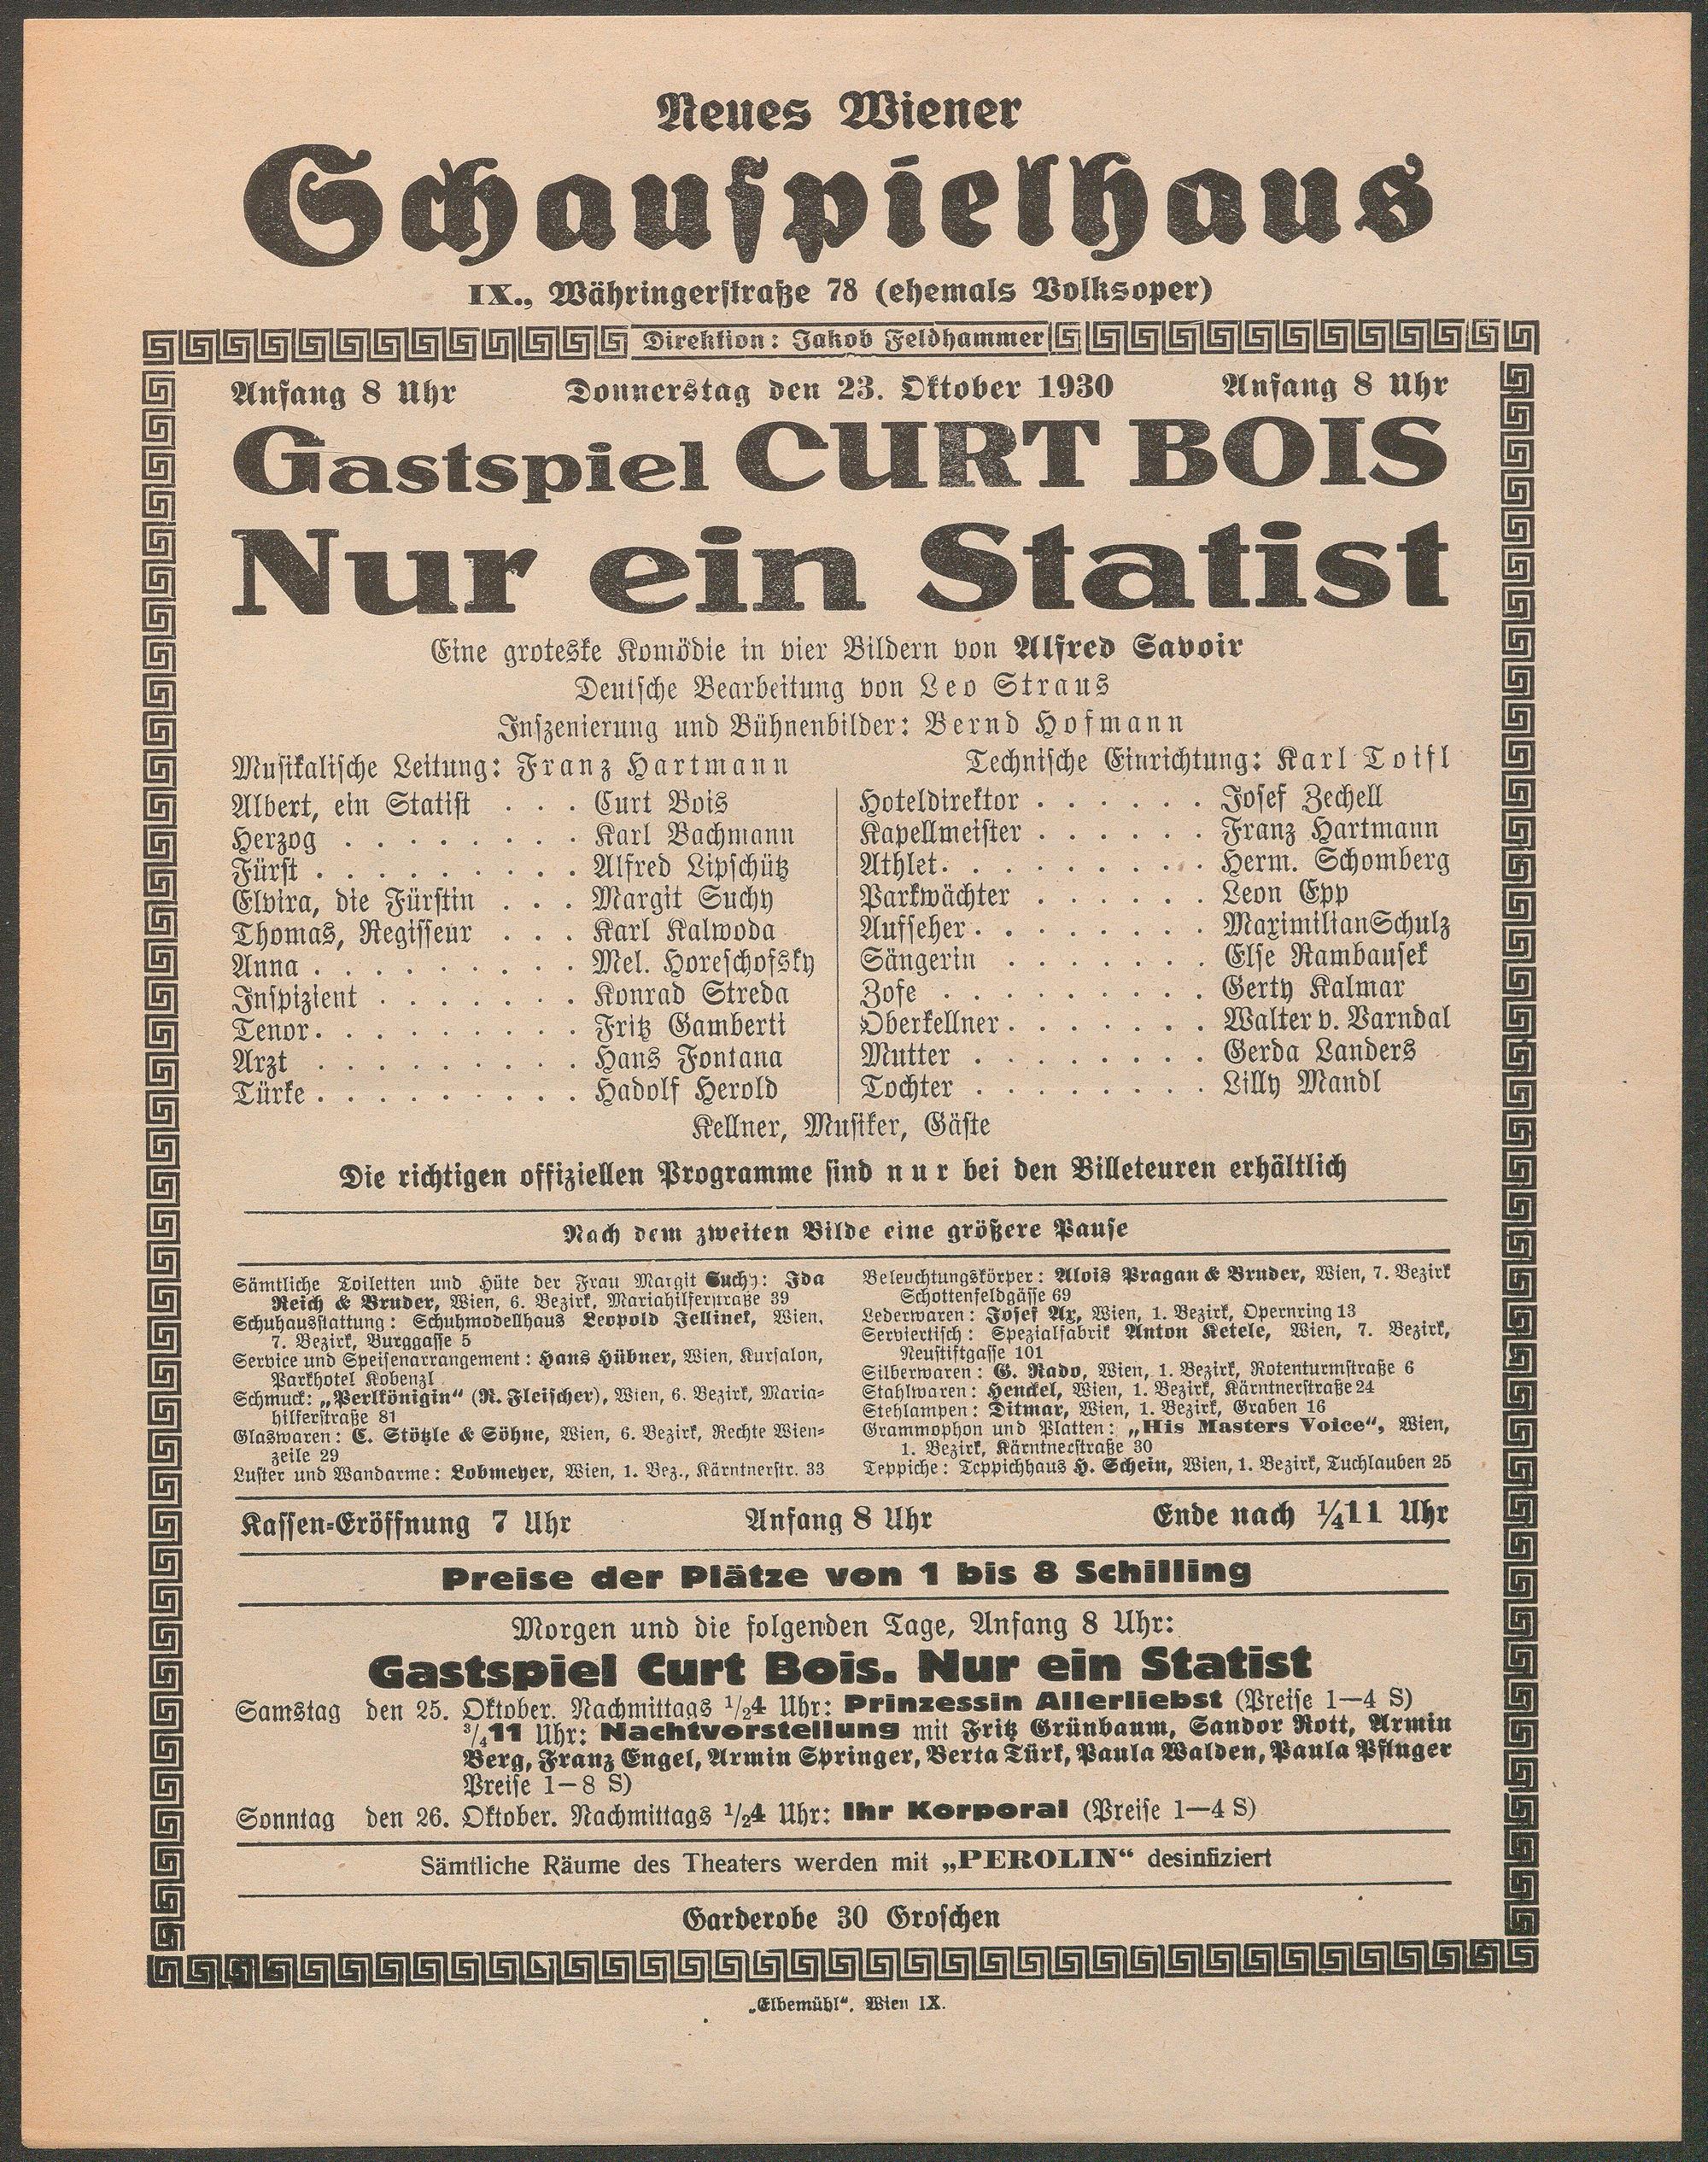 Neues Wiener
Schauspielhaus
IX., Währingerstraße 78 (ehemals Volksoper)
Direktion: Jakob Feldhammer
Anfang 8 Uhr Donnerstag den 23. Oktober 1930 Anfang 8 Uhr
Gastspiel CURT BOIS
Nur ein Statist
Eine groteske Komödie in vier Bildern von Alfred Savoir
Deutsche Bearbeitung von Leo Straus
Inszenierung und Bühnenbilder: Bernd Hofmann
Musikalische Leitung: Franz Hartmann Technische Einrichtung: Karl Toifl
Albert, ein Statist . . . Curt Bois
Herzog . . . . . . . . Karl Bachmann
Fürst . . . . . . . . . Alfred Lipschütz
Elvira, die Fürstin . . . Margit Suchy
Thomas, Regisseur . . . Karl Kalwoda
Anna . . . . . . . . . Mel. Horeschofsky
Inspizient . . . . . . . Konrad Streda
Tenor . . . . . . . . . Fritz Gamberti
Arzt . . . . . . . . . Hans Fontana
Türke . . . . . . . . . Hadolf Herold
Hoteldirektor . . . . . . Josef Zechell
Kapellmeister . . . . . . Franz Hartmann
Athlet . . . . . . . . . Herm. Schomberg
Parkwächter . . . . . . Leon Epp
Aufseher . . . . . . . . Maximilian Schulz
Sängerin . . . . . . . Else Rambausek
Zofe . . . . . . . . . Gerty Kalmar
Oberkellner . . . . . . . Walter v. Varndal
Mutter . . . . . . . . Gerda Landers
Tochter . . . . . . . . Lilly Mandl
Kellner, Musiker, Gäste
Die richtigen offiziellen Programme sind nur bei den Billeteuren erhältlich
Nach dem zweiten Bilde eine größere Pause
Sämtliche Toiletten und Hüte der Frau Margit Suchy: Ida
Reich & Bruder, Wien, 6. Bezirk, Mariahilferstraße 39
Schuhausstattung: Schuhmodellhaus Leopold Jellinek, Wien,
7. Bezirk, Burggasse 5
Service und Speisenarrangement: Hans Hübner, Wien, Kursalon,
Parkhotel Kobenzl
Schmuck: „Perlkönigin“ (R. Fleischer), Wien, 6. Bezirk, Maria-
hilferstraße 81
Glaswaren: C. Stötzle & Söhne, Wien, 6. Bezirk, Rechte Wien-
zeile 29
Luster und Wandarme: Lobmeyer, Wien, 1. Bez., Kärntnerstr. 33
Beleuchtungskörper: Alois Pragan & Bruder, Wien, 7. Bezirk
Schottenfeldgasse 69
Lederwaren: Josef Ax, Wien, 1. Bezirk, Opernring 13
Serviertisch: Spezialfabrik Anton Ketele, Wien, 7. Bezirk,
Neustiftgasse 101
Silberwaren: G. Rado, Wien, 1. Bezirk, Rotenturmstraße 6
Stahlwaren: Henckel, Wien, 1. Bezirk, Kärntnerstraße 24
Stehlampen: Ditmar, Wien, 1. Bezirk, Graben 16
Grammophon und Platten: „His Masters Voice“, Wien,
1. Bezirk, Kärntnerstraße 30
Teppiche: Teppichhaus H. Schein, Wien, 1. Bezirk, Tuchlauben 25
Kassen-Eröffnung 7 Uhr Anfang 8 Uhr Ende nach ¼11 Uhr
Preise der Plätze von 1 bis 8 Schilling
Morgen und die folgenden Tage, Anfang 8 Uhr:
Gastspiel Curt Bois. Nur ein Statist
Samstag den 25. Oktober. Nachmittags ½4 Uhr: Prinzessin Allerliebst (Preise 1—4 S)
¾11 Uhr: Nachtvorstellung mit Fritz Grünbaum, Sandor Rott, Armin
Berg, Franz Engel, Armin Springer, Berta Türk, Paula Walden, Paula Pfluger
Preise 1—8 S)
Sonntag den 26. Oktober. Nachmittags ½4 Uhr: Ihr Korporal (Preise 1—4 S)
Sämtliche Räume des Theaters werden mit „PEROLIN“ desinfiziert
Garderobe 30 Groschen
„Elbemühl“, Wien IX.